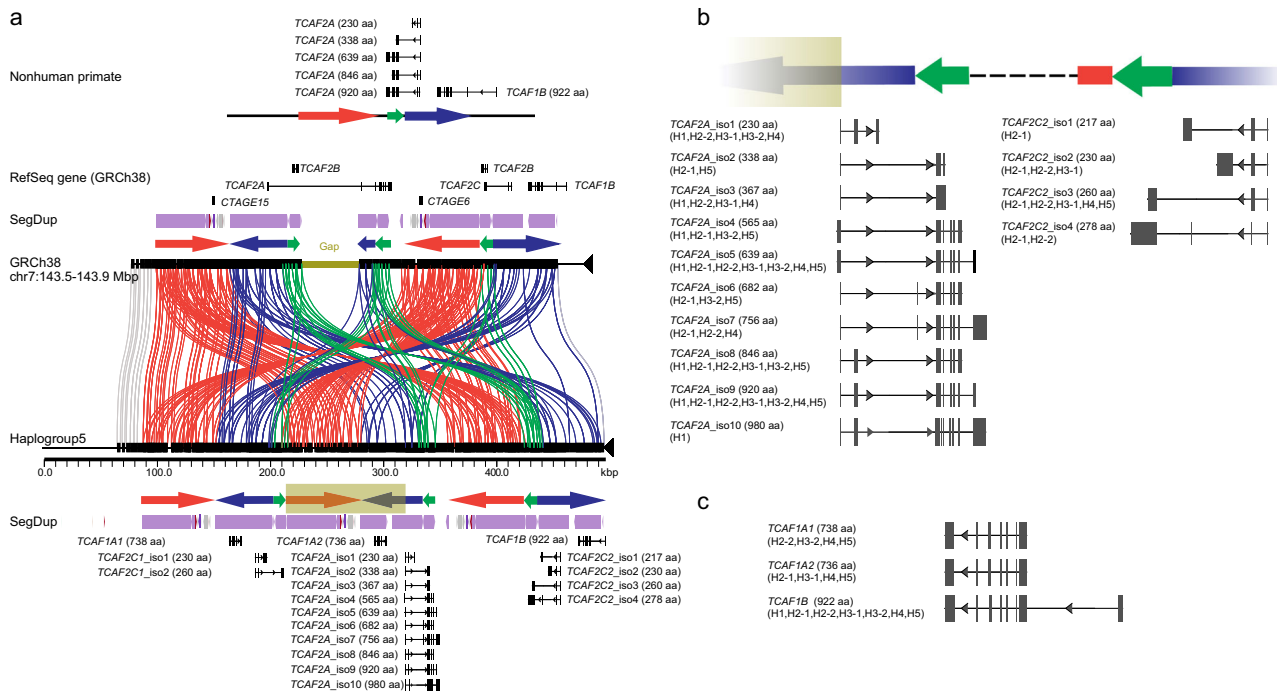 a
TCAF2A (230 aa)
TCAF2A (338 aa)
TCAF2A (639 aa)
TCAF2A (846 aa)
TCAF2A (920 aa)
TCAF1B (922 aa)
Nonhuman primate
RefSeq gene (GRCh38)
TCAF2B
TCAF2B
TCAF2A
TCAF2C
TCAF1B
CTAGE15
CTAGE6
SegDup
Gap
GRCh38
chr7:143.5-143.9 Mbp
Haplogroup5
0.0
100.0
200.0
300.0
400.0
kbp
SegDup
TCAF1A1 (738 aa)
TCAF1A2 (736 aa)
TCAF1B (922 aa)
TCAF2C1_iso1 (230 aa)
TCAF2C1_iso2 (260 aa)
TCAF2A_iso1 (230 aa)
TCAF2A_iso2 (338 aa)
TCAF2A_iso3 (367 aa)
TCAF2A_iso4 (565 aa)
TCAF2A_iso5 (639 aa)
TCAF2A_iso6 (682 aa)
TCAF2A_iso7 (756 aa)
TCAF2A_iso8 (846 aa)
TCAF2A_iso9 (920 aa)
TCAF2A_iso10 (980 aa)
TCAF2C2_iso1 (217 aa)
TCAF2C2_iso2 (230 aa)
TCAF2C2_iso3 (260 aa)
TCAF2C2_iso4 (278 aa)
b
TCAF2A_iso1 (230 aa)
(H1,H2-2,H3-1,H3-2,H4)
TCAF2A_iso2 (338 aa)
(H2-1,H5)
TCAF2A_iso3 (367 aa)
(H1,H2-2,H3-1,H4)
TCAF2A_iso4 (565 aa)
(H1,H2-1,H3-2,H5)
TCAF2A_iso5 (639 aa)
(H1,H2-1,H2-2,H3-1,H3-2,H4,H5)
TCAF2A_iso6 (682 aa)
(H2-1,H3-2,H5)
TCAF2A_iso7 (756 aa)
(H2-1,H2-2,H4)
TCAF2A_iso8 (846 aa)
(H1,H2-1,H2-2,H3-1,H3-2,H5)
TCAF2A_iso9 (920 aa)
(H1,H2-1,H2-2,H3-1,H3-2,H4,H5)
TCAF2A_iso10 (980 aa)
(H1)
TCAF2C2_iso1 (217 aa)
(H2-1)
TCAF2C2_iso2 (230 aa)
(H2-1,H2-2,H3-1)
TCAF2C2_iso3 (260 aa)
(H2-1,H2-2,H3-1,H4,H5)
TCAF2C2_iso4 (278 aa)
(H2-1,H2-2)
c
TCAF1A1 (738 aa)
(H2-2,H3-2,H4,H5)
TCAF1A2 (736 aa)
(H2-1,H3-1,H4,H5)
TCAF1B (922 aa)
(H1,H2-1,H2-2,H3-1,H3-2,H4,H5)